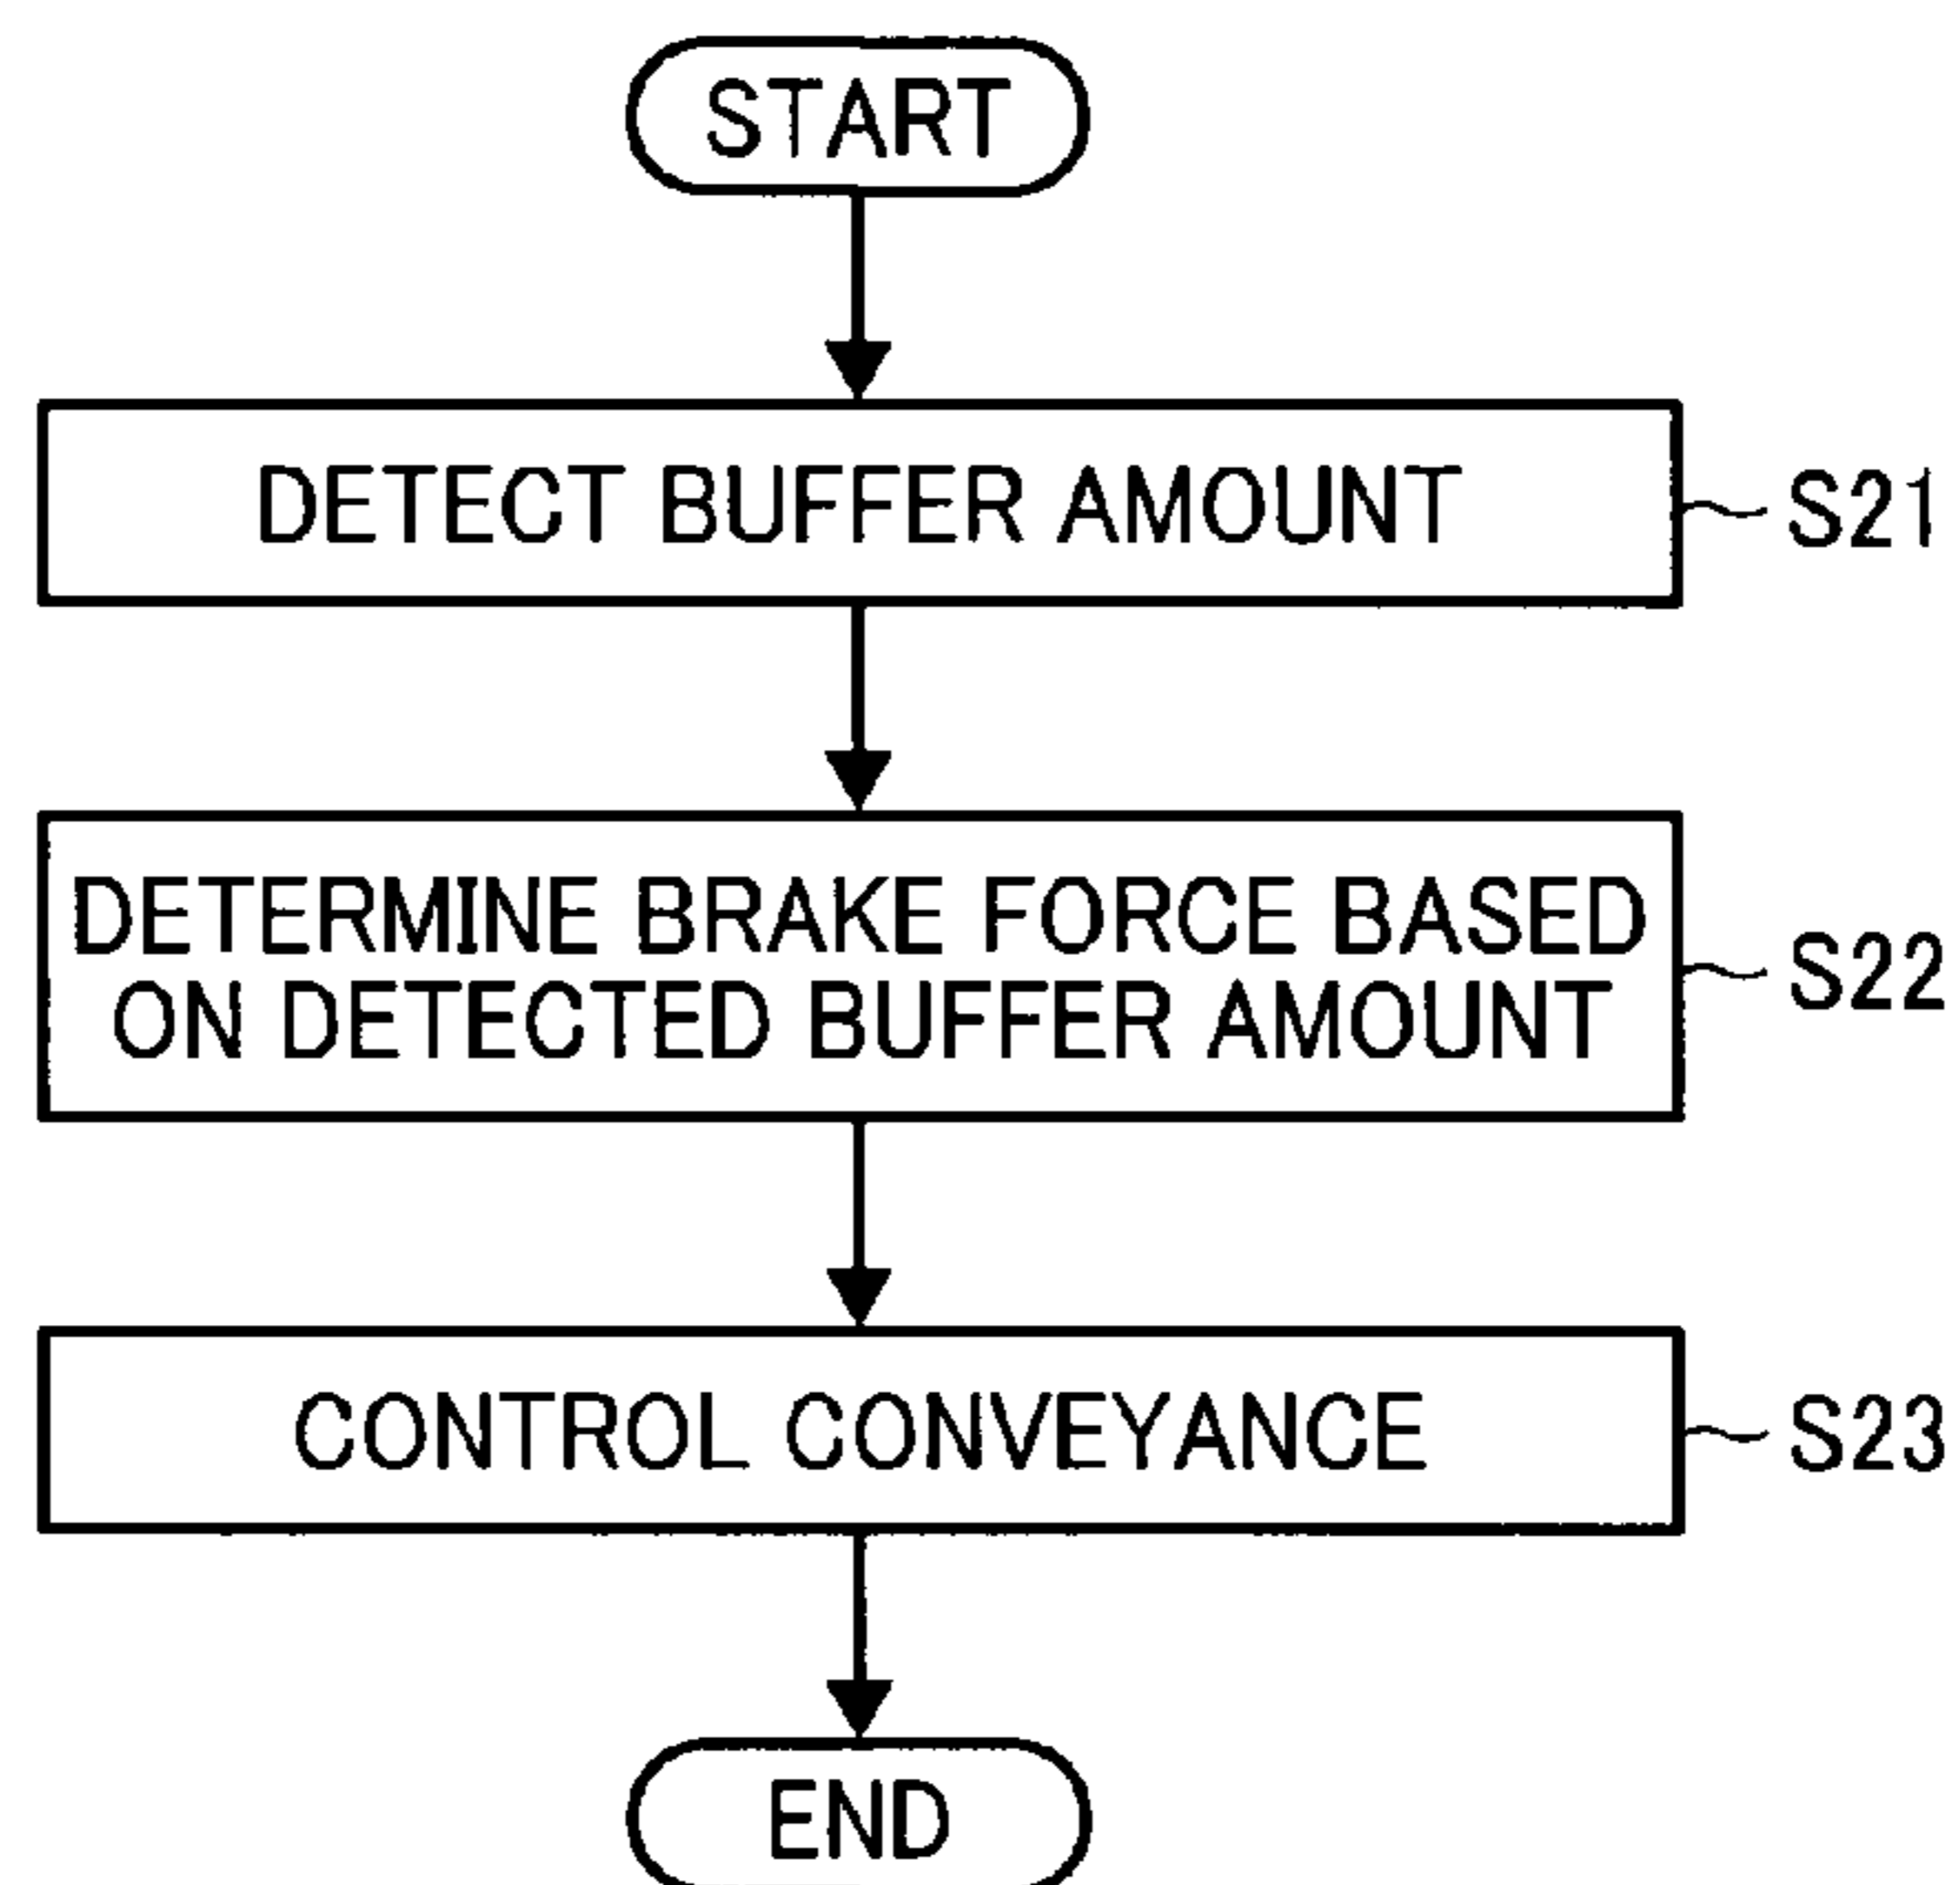 START
DETECT BUFFER AMOUNT
S21
DETERMINE BRAKE FORCE BASED
ON DETECTED BUFFER AMOUNT
S22
CONTROL CONVEYANCE
S23
END